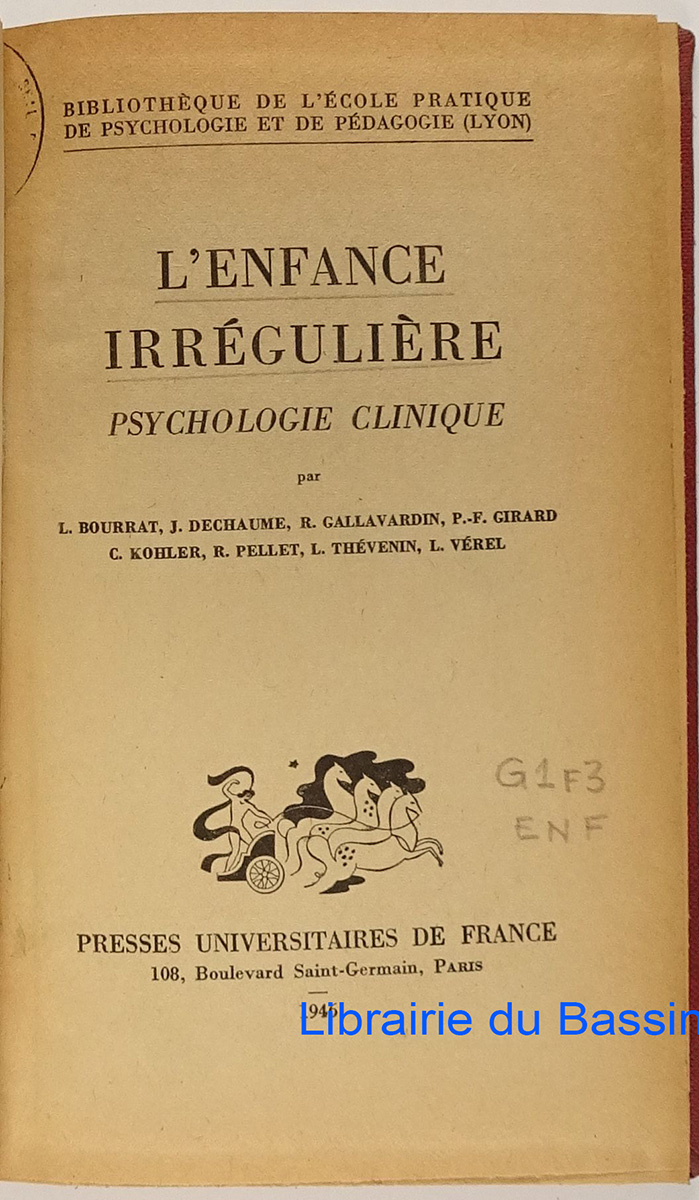 BIBLIOTHÈQUE DE L'ÉCOLE PRATIQUE
DE PSYCHOLOGIE ET DE PÉDAGOGIE (LYON)
L'ENFANCE
IRRÉGULIÈRE
PSYCHOLOGIE CLINIQUE
par
L. BOURRAT, J. DECHAUME, R. GALLAVARDIN, P.-F. GIRARD
C. KOHLER, R. PELLET, L. THÉVENIN, L. VÉREL
G1F3
ENF
PRESSES UNIVERSITAIRES DE FRANCE
108, Boulevard Saint-Germain, PARIS
1946
Librairie du Bassin